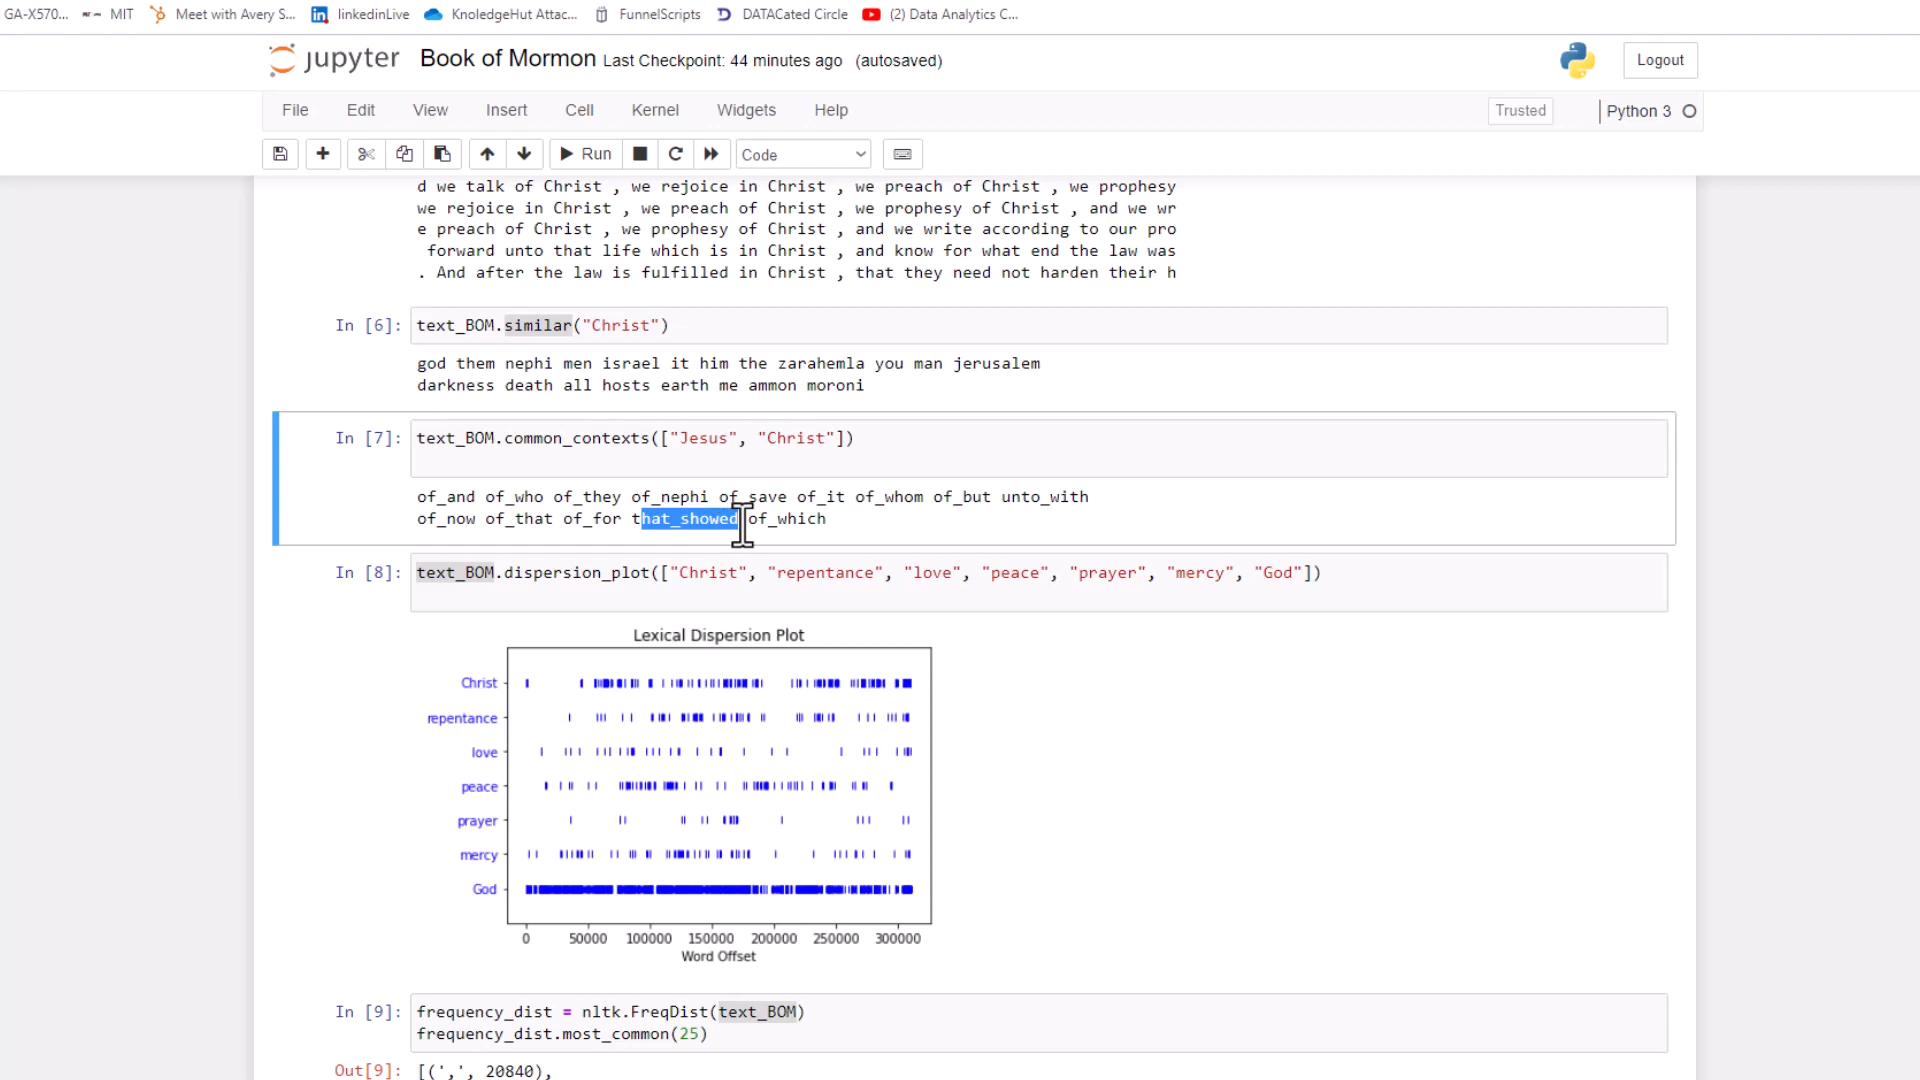 GA-X570... MIT Meet with Avery S... linkedinLive KnoledgeHut Attac... FunnelScripts DATACated Circle (2) Data Analytics C...
jupyter Book of Mormon Last Checkpoint: 44 minutes ago (autosaved) Logout
File Edit View Insert Cell Kernel Widgets Help Trusted Python 3
Run Code
d we talk of Christ , we rejoice in Christ , we preach of Christ , we prophesy
we rejoice in Christ , we preach of Christ , we prophesy of Christ , and we wr
e preach of Christ , we prophesy of Christ , and we write according to our pro
forward unto that life which is in Christ , and know for what end the law was
. And after the law is fulfilled in Christ , that they need not harden their h
In [6]: text_BOM.similar("Christ")
god them nephi men israel it him the zarahemla you man jerusalem
darkness death all hosts earth me ammon moroni
In [7]: text_BOM.common_contexts(["Jesus", "Christ"])
of_and of_who of_they of_nephi of_save of_it of_whom of_but unto_with
of_now of_that of_for that_showed of_which
In [8]: text_BOM.dispersion_plot(["Christ", "repentance", "love", "peace", "prayer", "mercy", "God"])
Lexical Dispersion Plot
Christ
repentance
love
peace
prayer
mercy
God
0 50000 100000 150000 200000 250000 300000
Word Offset
In [9]: frequency_dist = nltk.FreqDist(text_BOM)
frequency_dist.most_common(25)
Out[9]: [(',', 20840),